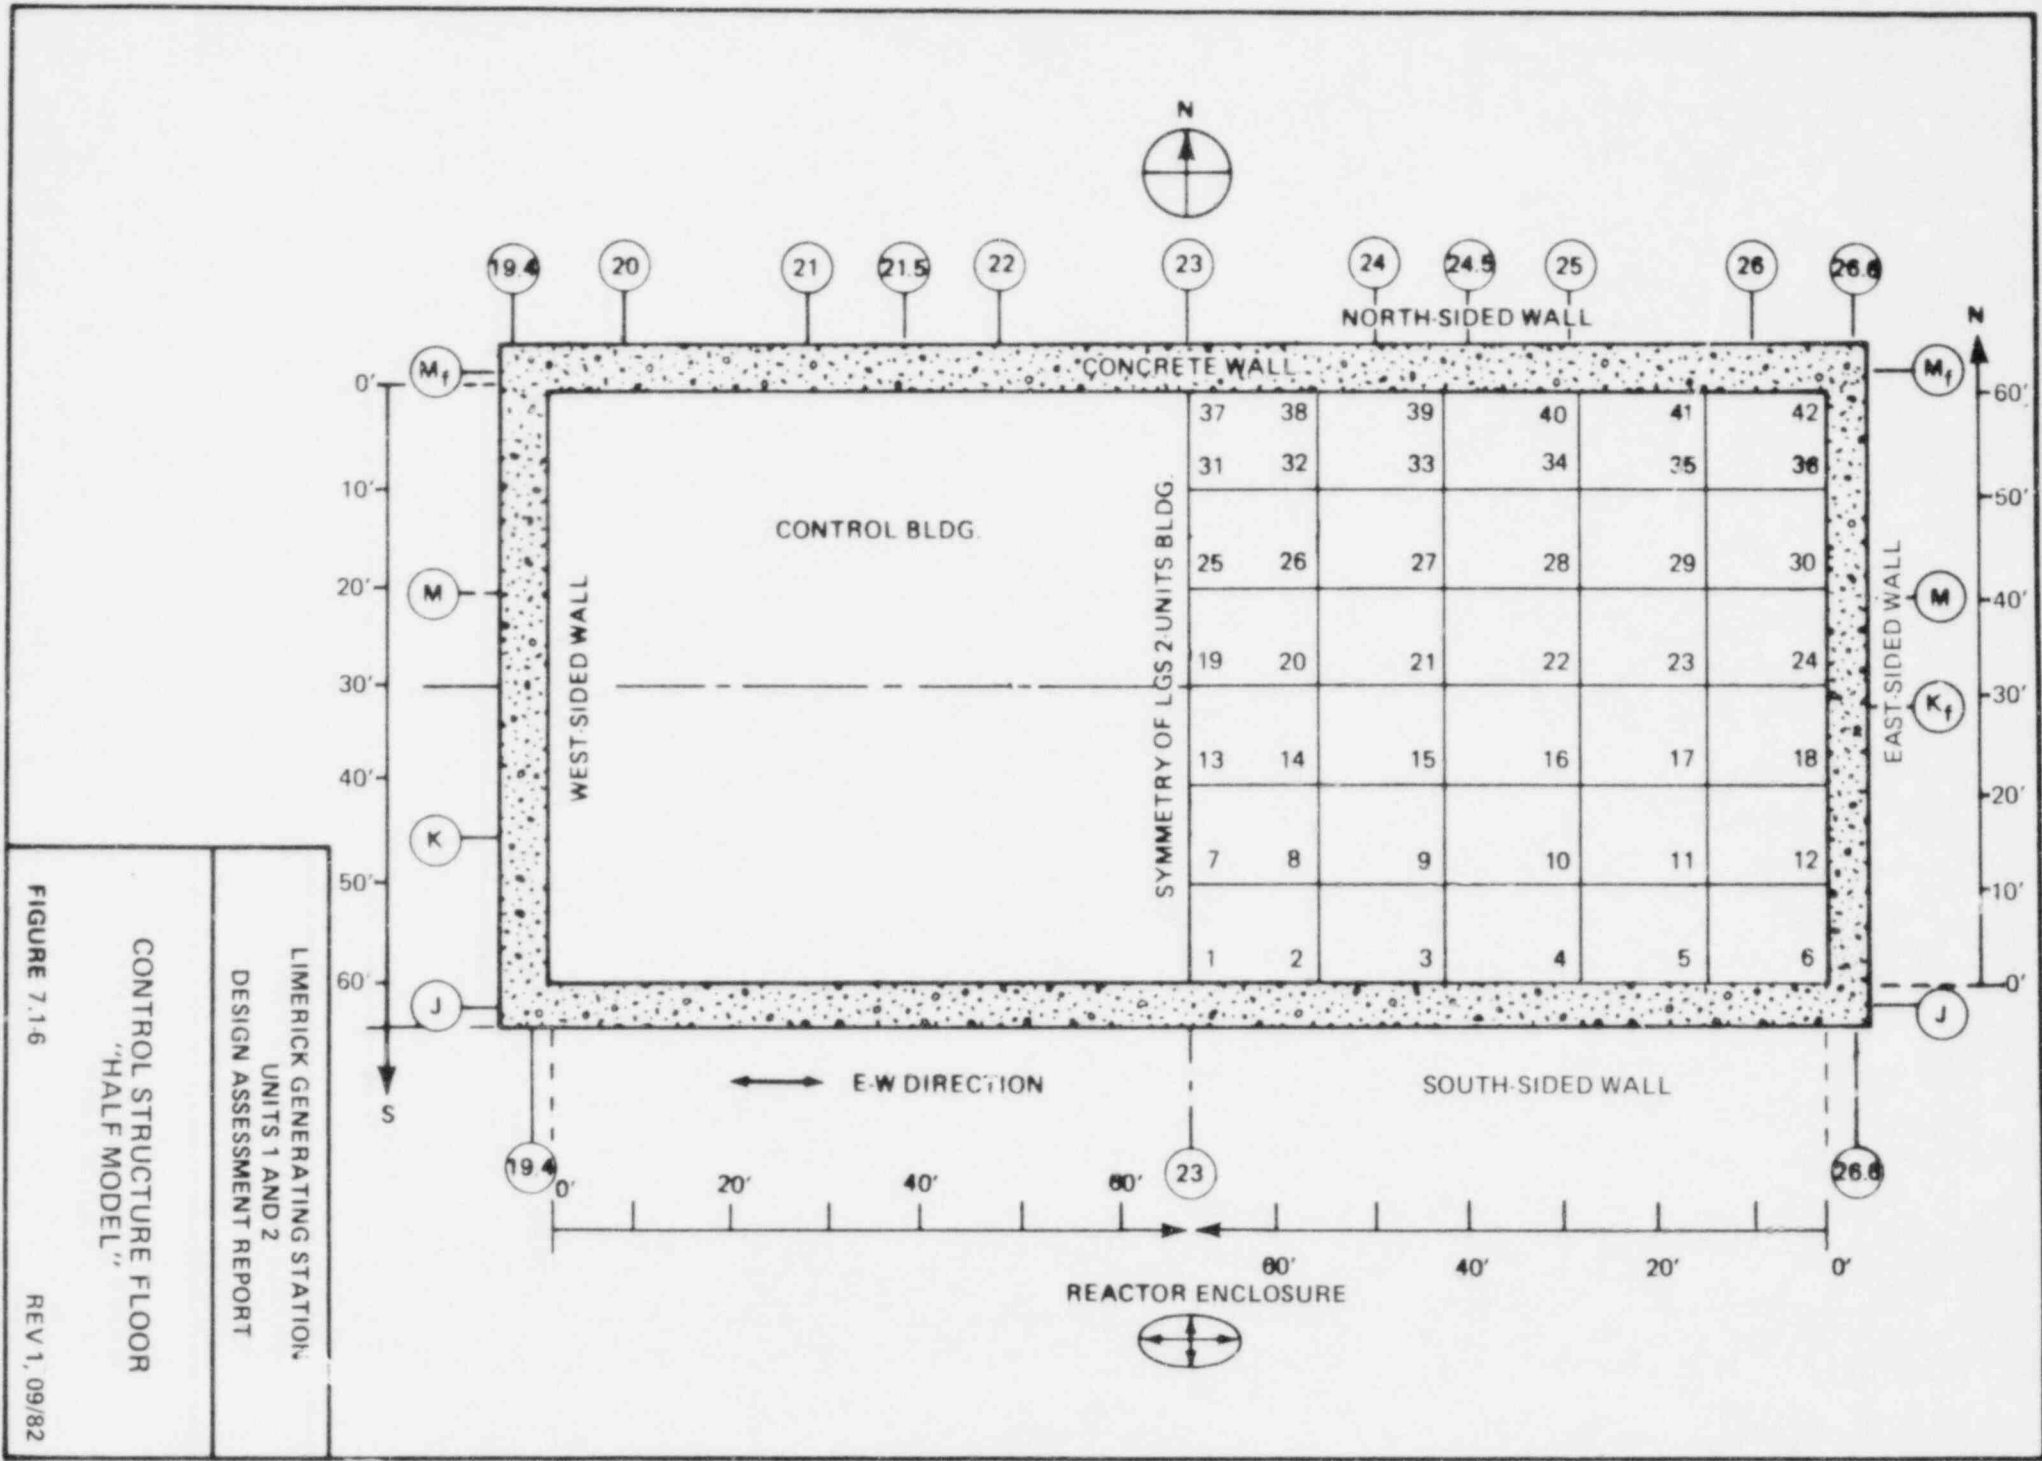 N
19.4 20 21 21.5 22 23 24 24.5 25 26 26.6
NORTH-SIDED WALL
N
Mf
CONCRETE WALL
Mf
0'
60'
37 38 39 40 41 42
31 32 33 34 35 36
10'
50'
CONTROL BLDG.
25 26 27 28 29 30
20'
M
M
40'
WEST-SIDED WALL
SYMMETRY OF LGS 2-UNITS BLDG.
EAST-SIDED WALL
19 20 21 22 23 24
30'
30'
Kf
13 14 15 16 17 18
40'
20'
K
7 8 9 10 11 12
50'
10'
1 2 3 4 5 6
60'
0'
J
J
S
E-W DIRECTION
SOUTH-SIDED WALL
19.4
23
26.6
0' 20' 40' 60'
60' 40' 20' 0'
REACTOR ENCLOSURE
LIMERICK GENERATING STATION
UNITS 1 AND 2
DESIGN ASSESSMENT REPORT
CONTROL STRUCTURE FLOOR
"HALF MODEL"
FIGURE 7.1-6
REV 1, 09/82